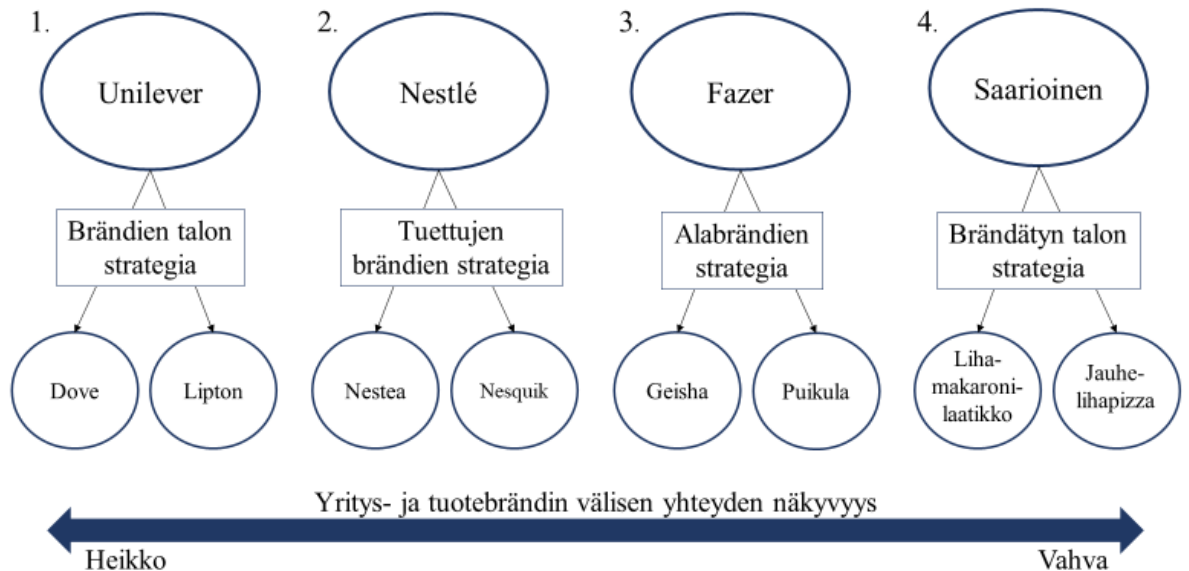 1.
Unilever
Brändien talon
strategia
Dove
Lipton
2.
Nestlé
Tuettujen
brändien strategia
Nestea
Nesquik
3.
Fazer
Alabrändien
strategia
Geisha
Puikula
4.
Saarioinen
Brändätyn talon
strategia
Liha-
makaroni-
laatikko
Jauhe-
lihapizza
Yritys- ja tuotebrändin välisen yhteyden näkyvyys
Heikko
Vahva